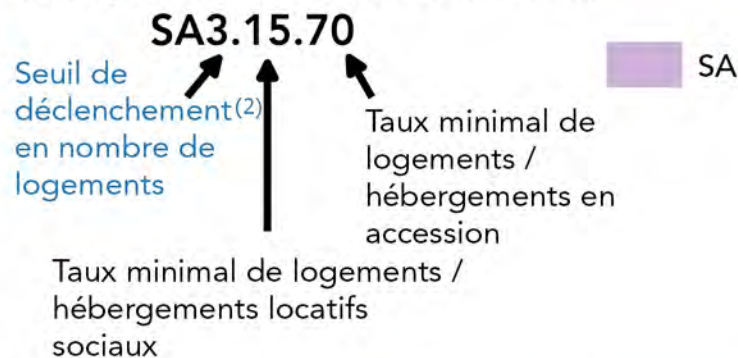 SA3.15.70
Seuil de
déclenchement(2)
en nombre de
logements
Taux minimal de
logements /
hébergements en
accession
Taux minimal de logements /
hébergements locatifs
sociaux
SA